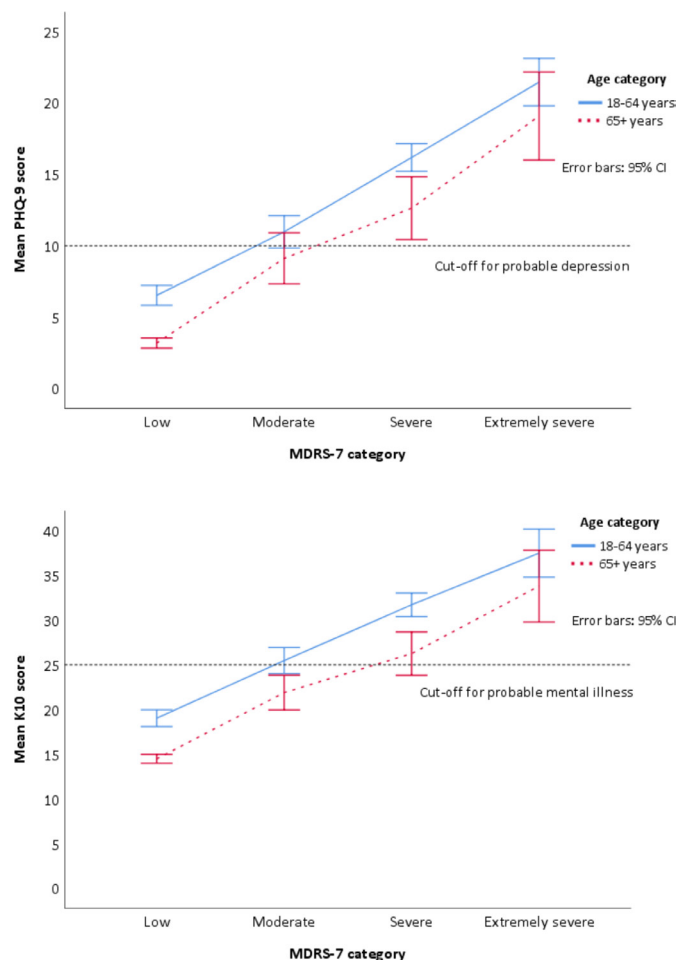 25
20
15
10
5
0
Mean PHQ-9 score
Age category
18-64 years
65+ years
Error bars: 95% CI
Cut-off for probable depression
Low Moderate Severe Extremely severe
MDRS-7 category
40
35
30
25
20
15
10
5
0
Mean K10 score
Age category
18-64 years
65+ years
Error bars: 95% CI
Cut-off for probable mental illness
Low Moderate Severe Extremely severe
MDRS-7 category